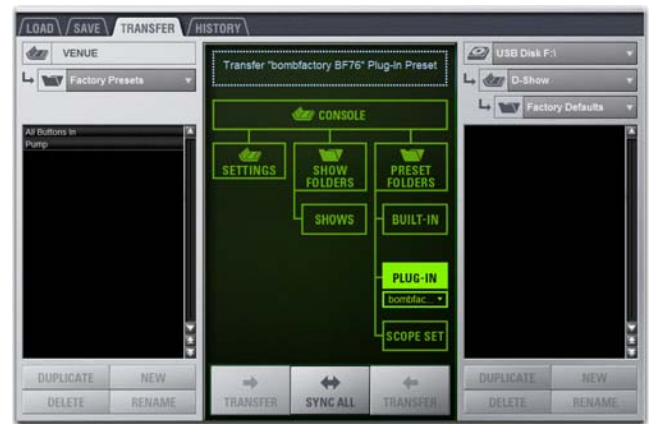 LOAD
SAVE
TRANSFER
HISTORY
VENUE
Factory Presets
All Buttons In
Pump
DUPLICATE
NEW
DELETE
RENAME
Transfer "bombfactory BF76" Plug-In Preset
CONSOLE
SETTINGS
SHOW
FOLDERS
PRESET
FOLDERS
SHOWS
BUILT-IN
PLUG-IN
bombfac...
SCOPE SET
TRANSFER
SYNC ALL
TRANSFER
USB Disk F:\
D-Show
Factory Defaults
DUPLICATE
NEW
DELETE
RENAME